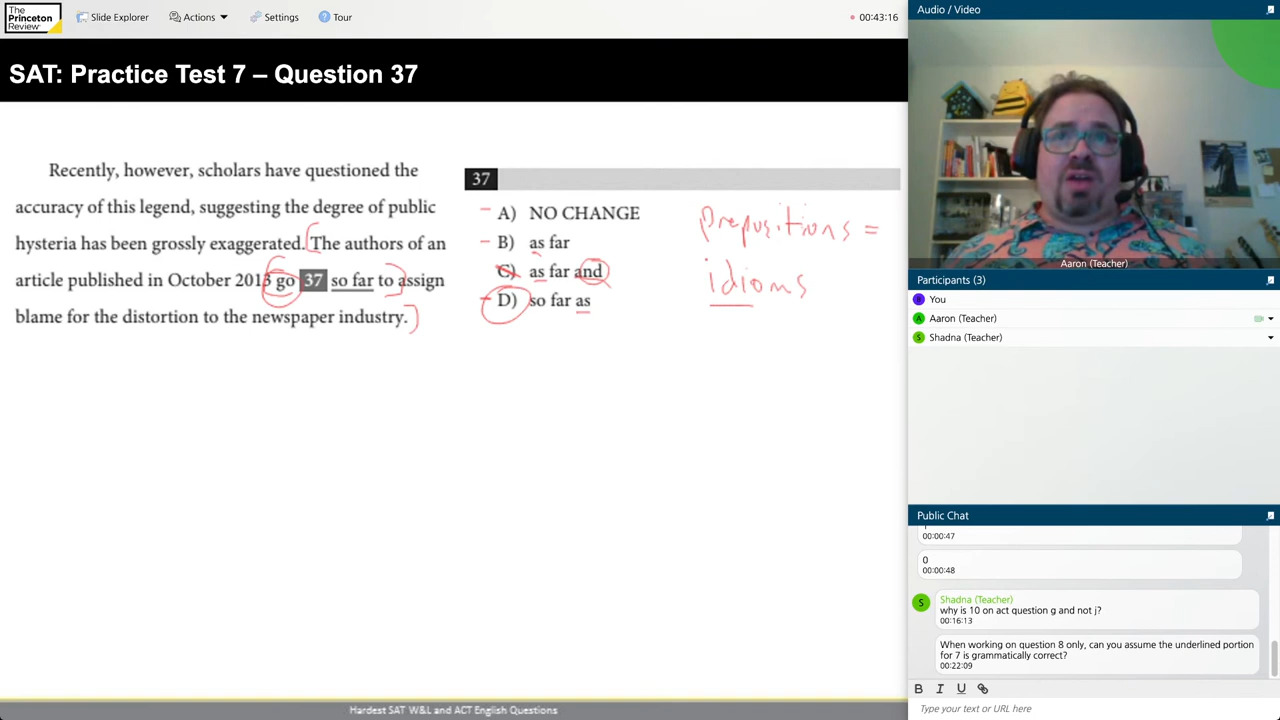 The
Princeton
Review
Slide Explorer
Actions
Settings
Tour
00:43:16
SAT: Practice Test 7 – Question 37
Recently, however, scholars have questioned the
accuracy of this legend, suggesting the degree of public
hysteria has been grossly exaggerated. The authors of an
article published in October 2013 go 37 so far to assign
blame for the distortion to the newspaper industry.
37
A) NO CHANGE
B) as far
C) as far and
D) so far as
prepositions =
idioms
Hardest SAT W&L and ACT English Questions
Audio / Video
Aaron (Teacher)
Participants (3)
B You
A Aaron (Teacher)
S Shadna (Teacher)
Public Chat
00:00:47
0
00:00:48
S
Shadna (Teacher)
why is 10 on act question g and not j?
00:16:13
When working on question 8 only, can you assume the underlined portion
for 7 is grammatically correct?
00:22:09
B I U
Type your text or URL here